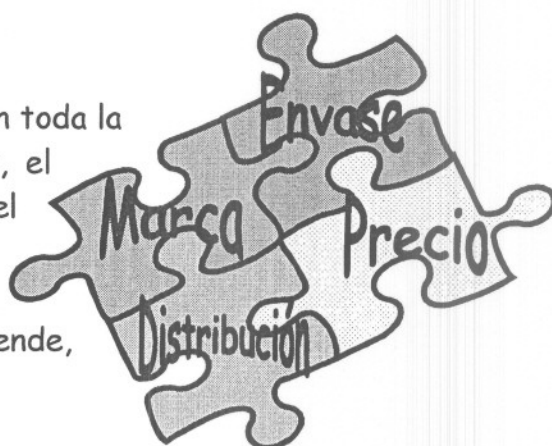 n toda la
, el
el
ende,
Envase
Marca
Precio
Distribución